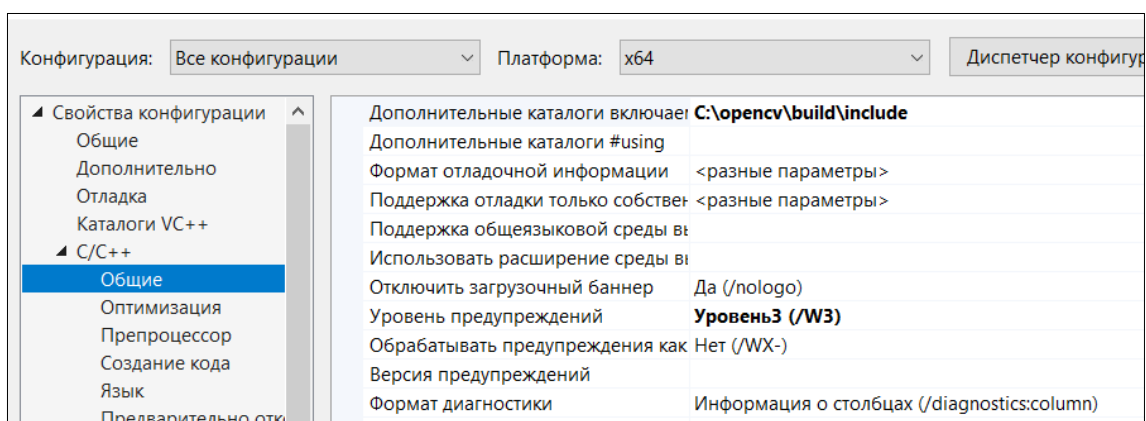 Конфигурация: Все конфигурации Платформа: x64 Диспетчер конфигур
Свойства конфигурации
Общие
Дополнительно
Отладка
Каталоги VC++
C/C++
Общие
Оптимизация
Препроцессор
Создание кода
Язык
Предварительно отк
Дополнительные каталоги включае C:\opencv\build\include
Дополнительные каталоги #using
Формат отладочной информации <разные параметры>
Поддержка отладки только собствен <разные параметры>
Поддержка общеязыковой среды вы
Использовать расширение среды вы
Отключить загрузочный баннер Да (/nologo)
Уровень предупреждений Уровень3 (/W3)
Обрабатывать предупреждения как Нет (/WX-)
Версия предупреждений
Формат диагностики Информация о столбцах (/diagnostics:column)